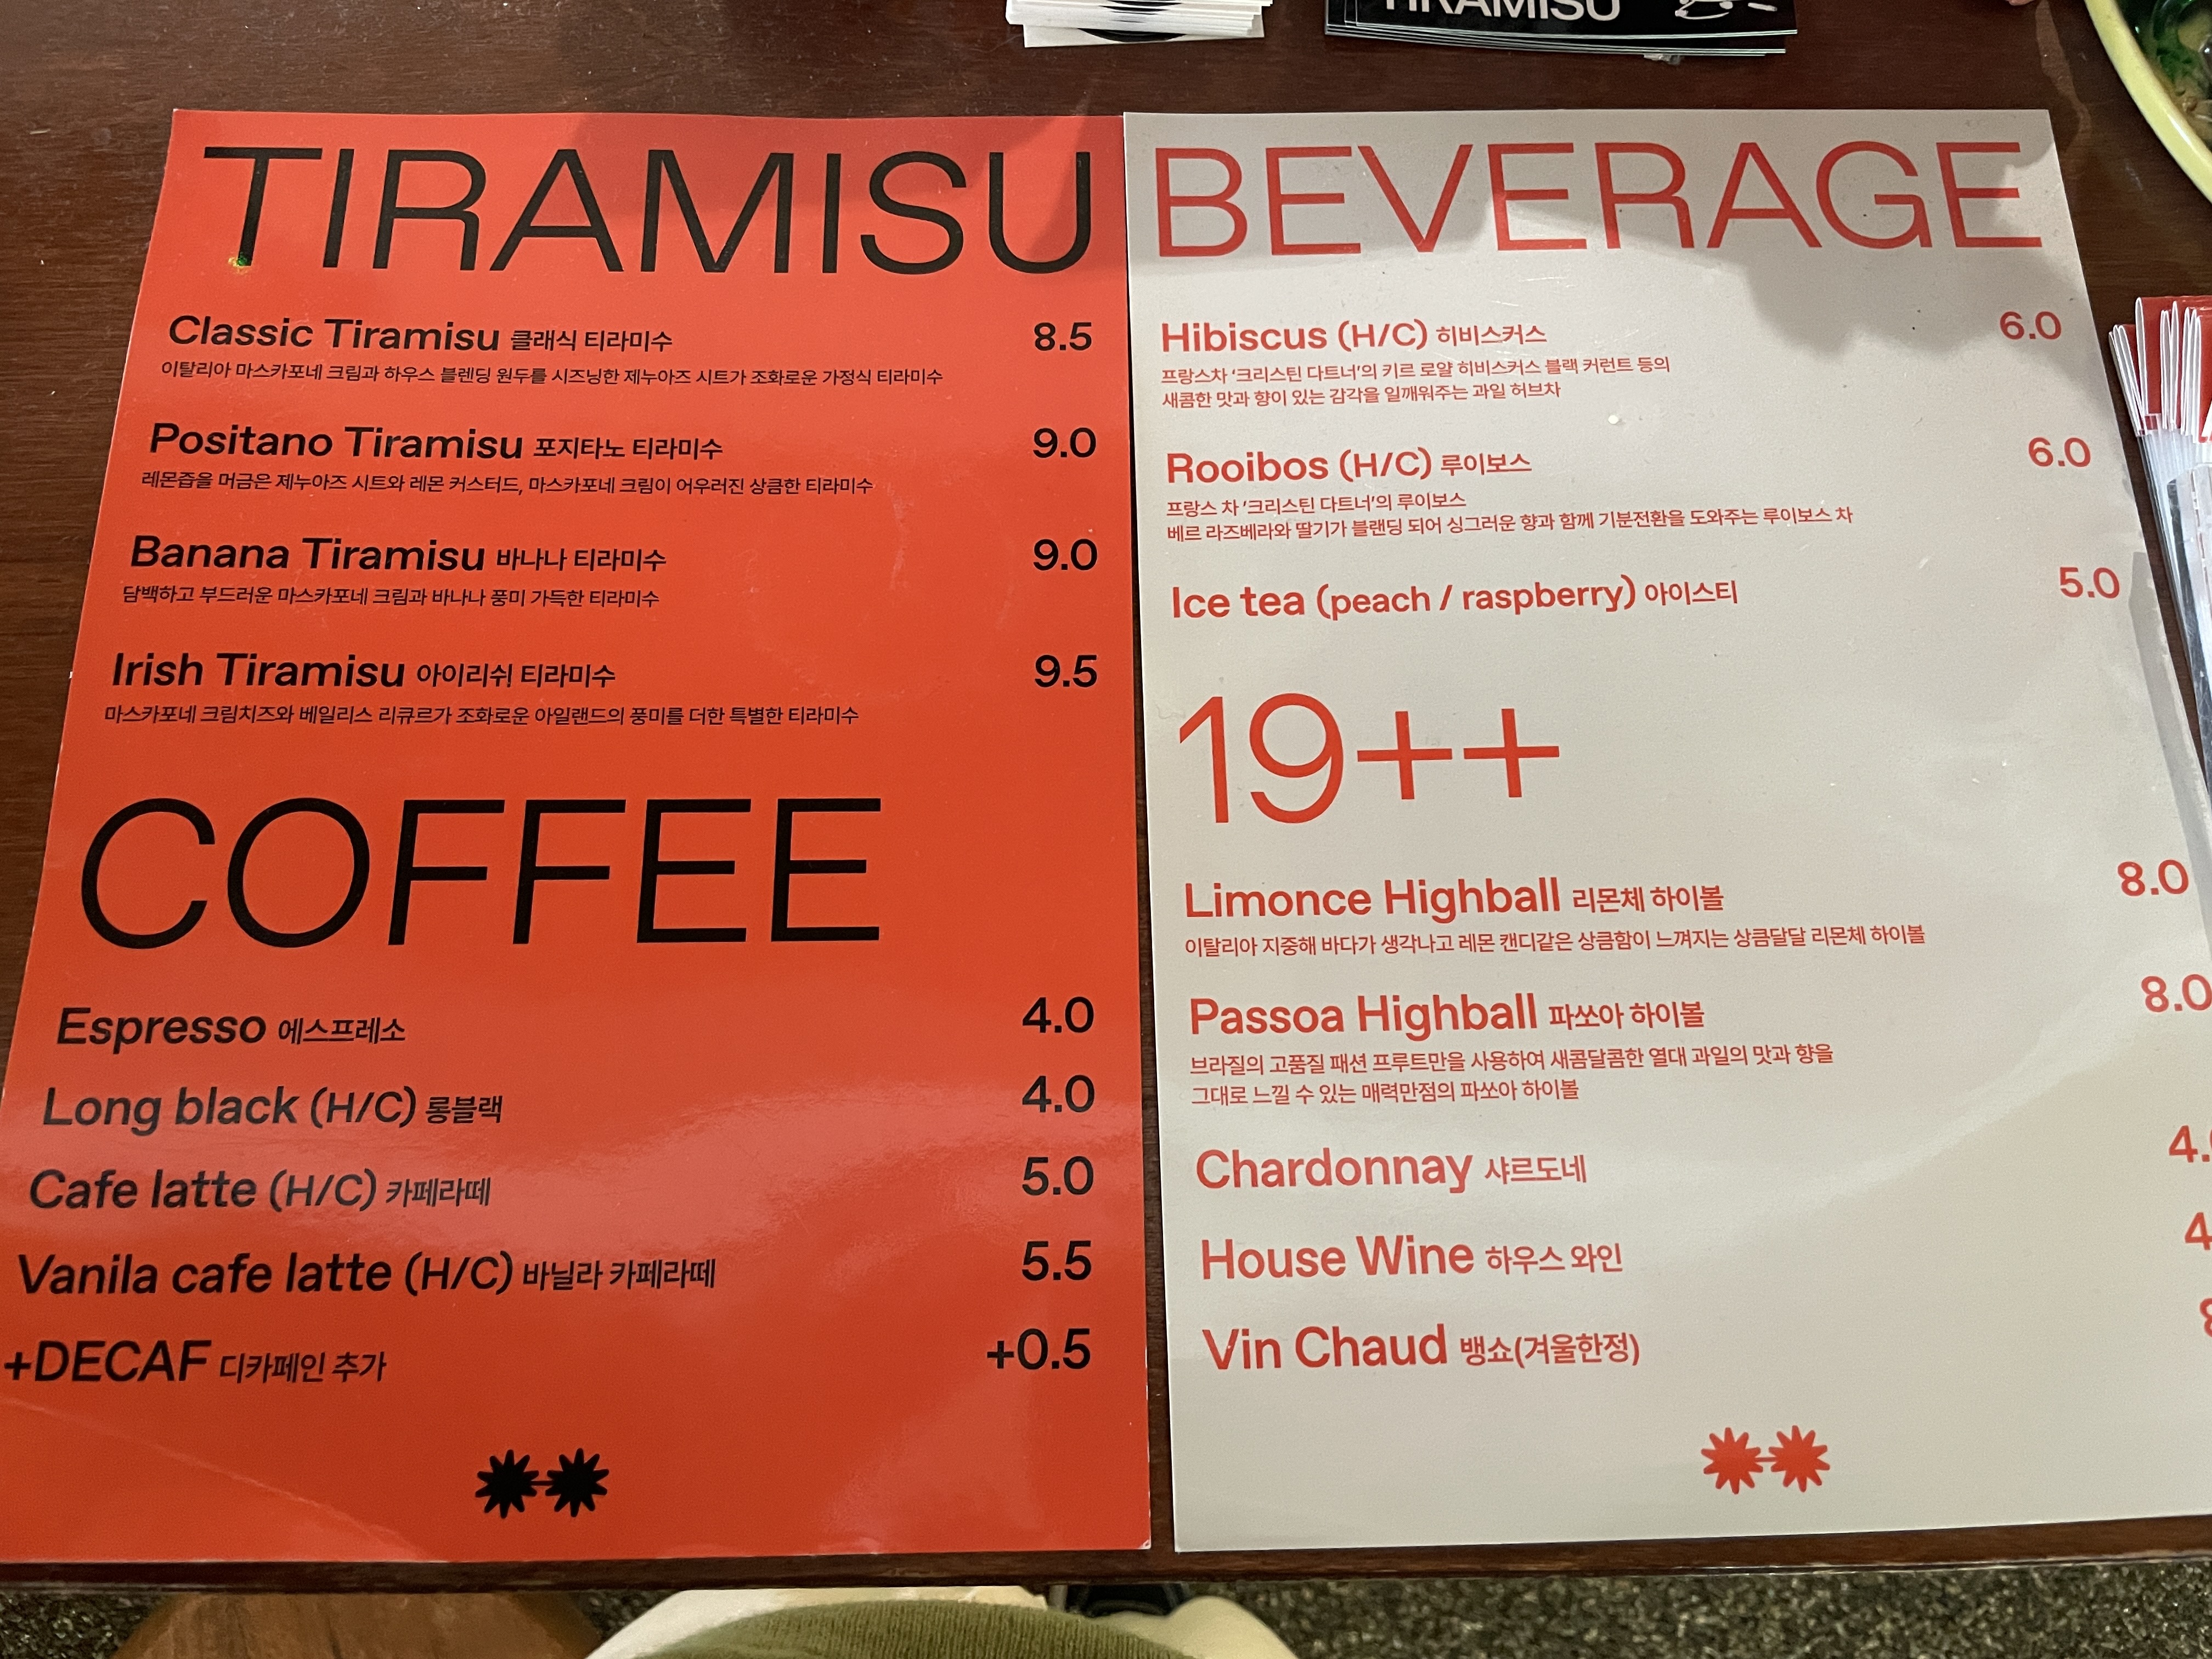 TIRAMISU
TIRAMISU
Classic Tiramisu 클래식 티라미수 8.5
이탈리아 마스카포네 크림과 하우스 블렌딩 원두를 시즈닝한 제누아즈 시트가 조화로운 가정식 티라미수
Positano Tiramisu 포지타노 티라미수 9.0
레몬즙을 머금은 제누아즈 시트와 레몬 커스터드, 마스카포네 크림이 어우러진 상큼한 티라미수
Banana Tiramisu 바나나 티라미수 9.0
담백하고 부드러운 마스카포네 크림과 바나나 풍미 가득한 티라미수
Irish Tiramisu 아이리쉬 티라미수 9.5
마스카포네 크림치즈와 베일리스 리큐르가 조화로운 아일랜드의 풍미를 더한 특별한 티라미수
COFFEE
Espresso 에스프레소 4.0
Long black (H/C) 롱블랙 4.0
Cafe latte (H/C) 카페라떼 5.0
Vanila cafe latte (H/C) 바닐라 카페라떼 5.5
+DECAF 디카페인 추가 +0.5
BEVERAGE
Hibiscus (H/C) 히비스커스 6.0
프랑스차 '크리스틴 다트너'의 키르 로얄 히비스커스 블랙 커런트 등의
새콤한 맛과 향이 있는 감각을 일깨워주는 과일 허브차
Rooibos (H/C) 루이보스 6.0
프랑스 차 '크리스틴 다트너'의 루이보스
베르 라즈베라와 딸기가 블랜딩 되어 싱그러운 향과 함께 기분전환을 도와주는 루이보스 차
Ice tea (peach / raspberry) 아이스티 5.0
19++
Limonce Highball 리몬체 하이볼 8.0
이탈리아 지중해 바다가 생각나고 레몬 캔디같은 상큼함이 느껴지는 상큼달달 리몬체 하이볼
Passoa Highball 파쏘아 하이볼 8.0
브라질의 고품질 패션 프루트만을 사용하여 새콤달콤한 열대 과일의 맛과 향을
그대로 느낄 수 있는 매력만점의 파쏘아 하이볼
Chardonnay 샤르도네 4.
House Wine 하우스 와인 4
Vin Chaud 뱅쇼(겨울한정)